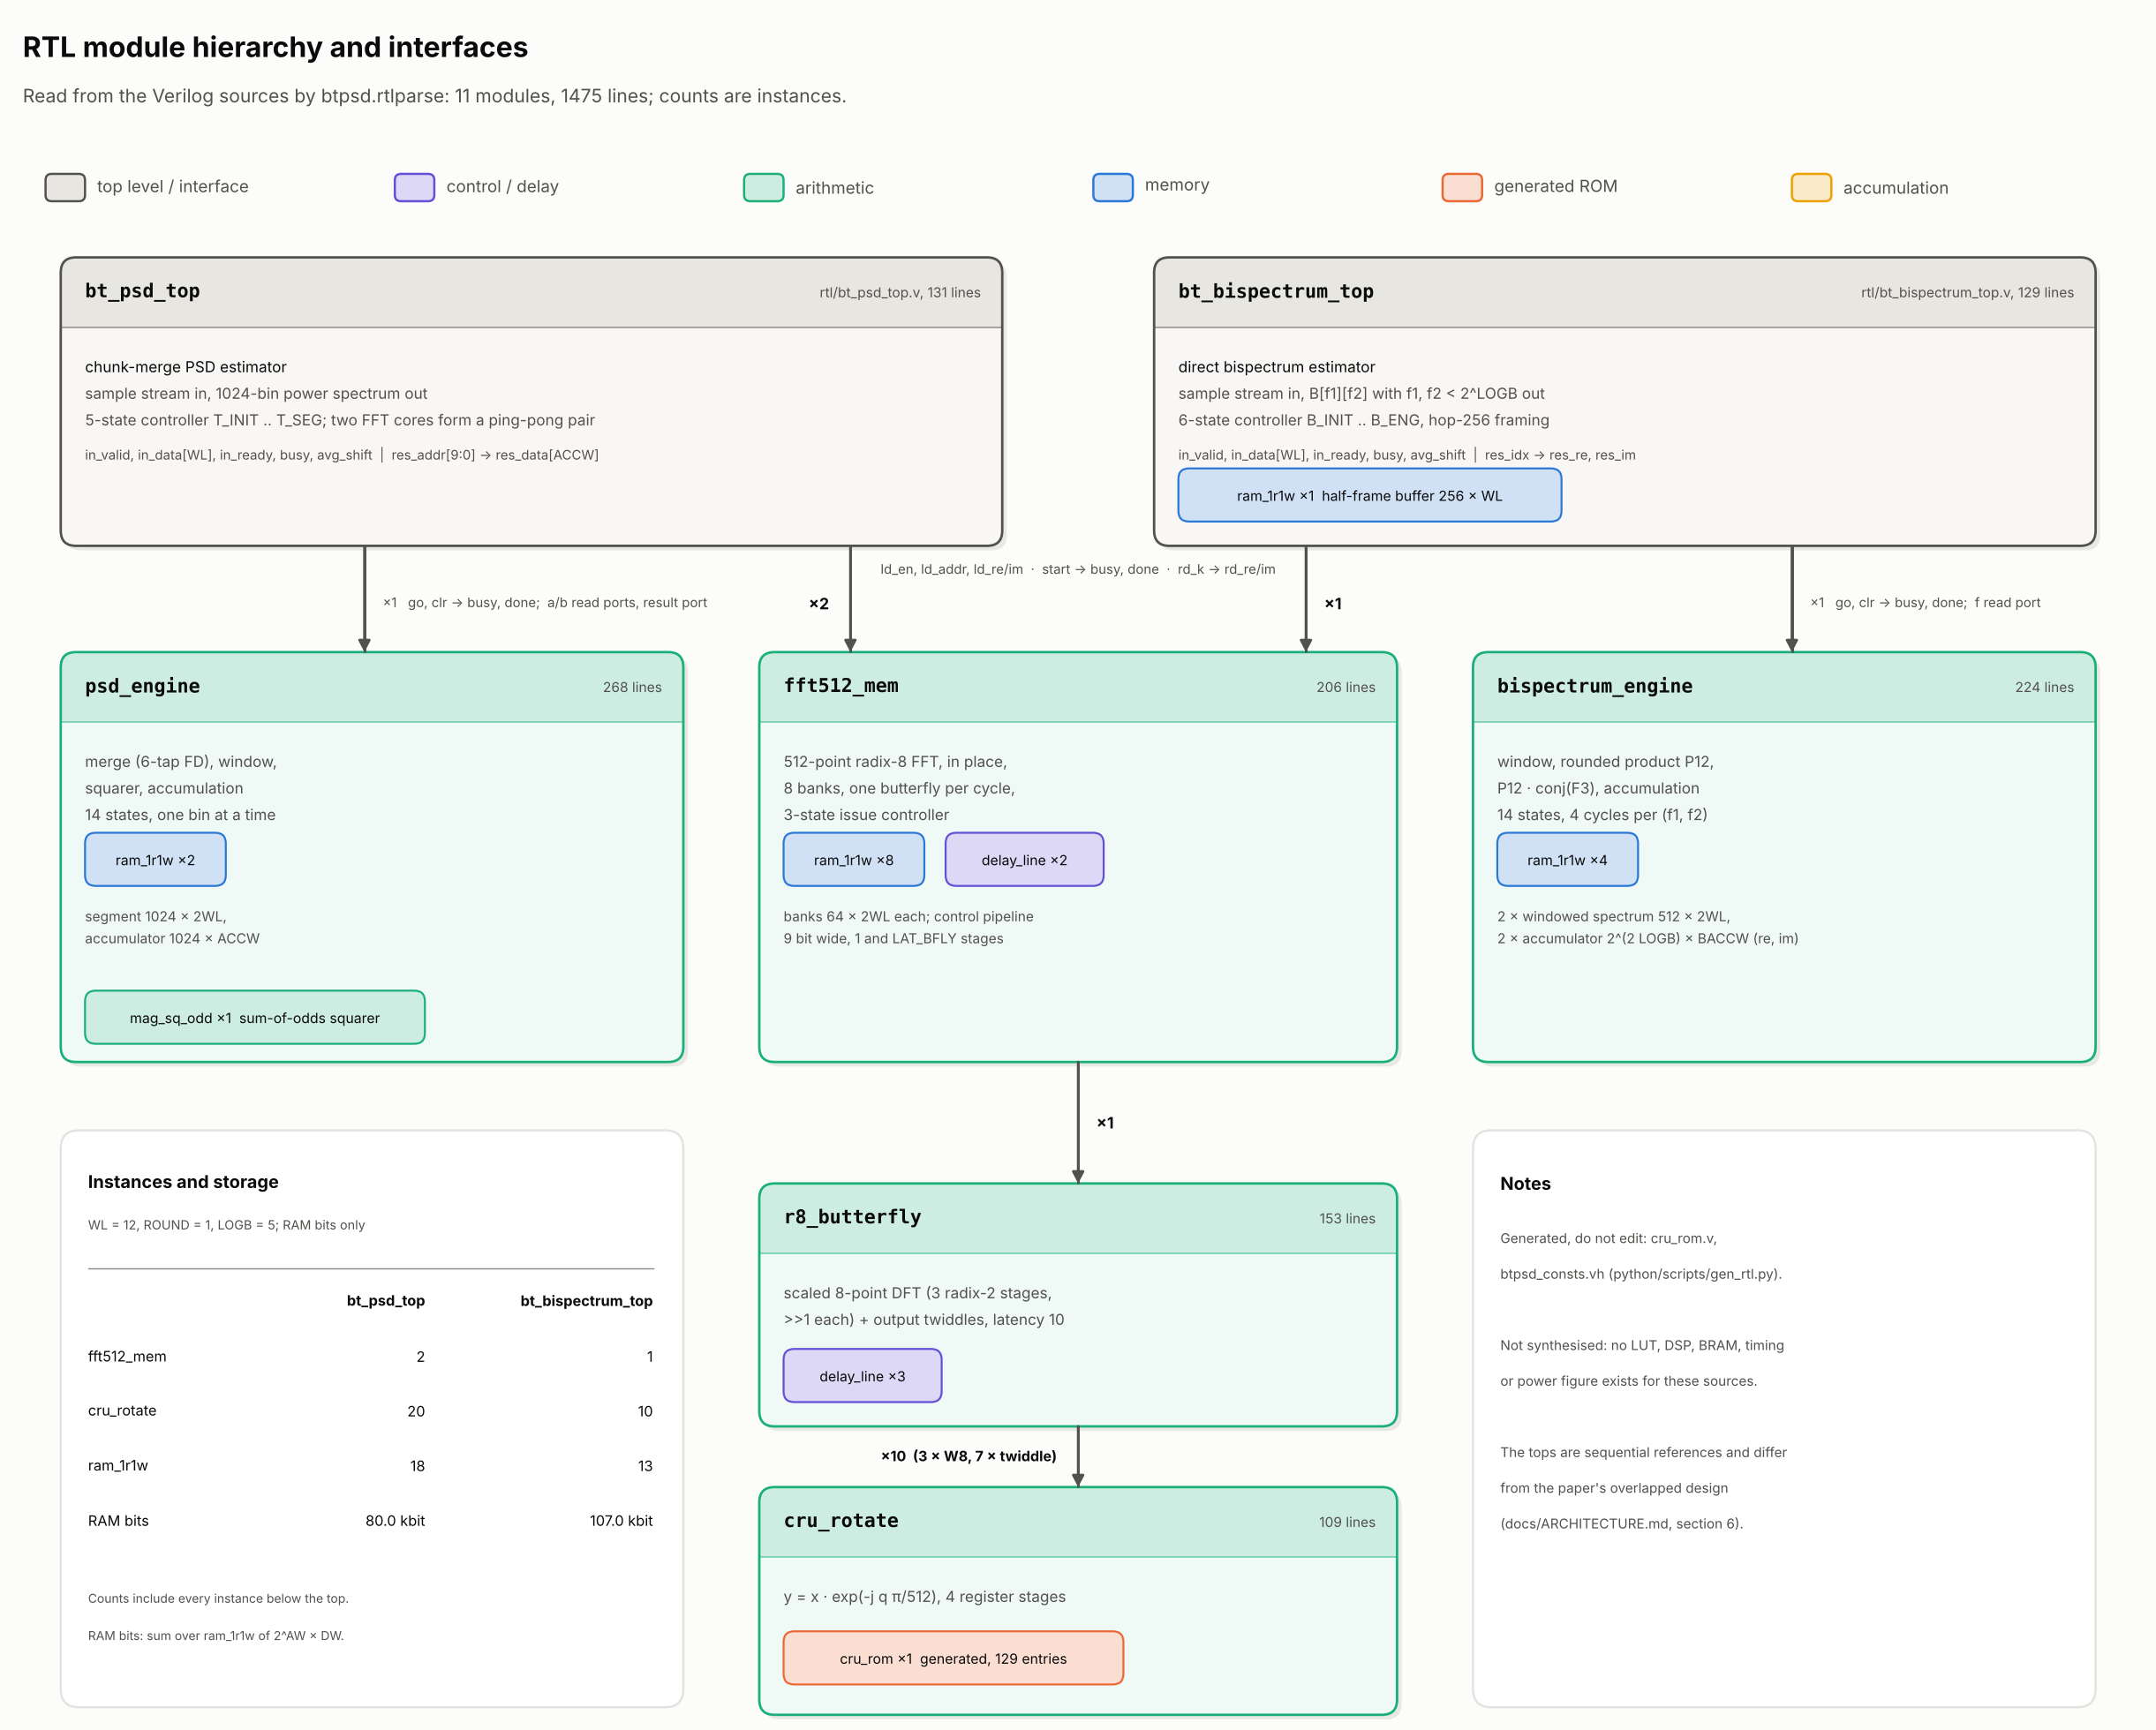 RTL module hierarchy and interfaces
Read from the Verilog sources by btpsd.rtlparse: 11 modules, 1475 lines; counts are instances.
top level / interface
control / delay
arithmetic
memory
generated ROM
accumulation
bt_psd_top
rtl/bt_psd_top.v, 131 lines
chunk-merge PSD estimator
sample stream in, 1024-bin power spectrum out
5-state controller T_INIT .. T_SEG; two FFT cores form a ping-pong pair
in_valid, in_data[WL], in_ready, busy, avg_shift | res_addr[9:0] → res_data[ACCW]
bt_bispectrum_top
rtl/bt_bispectrum_top.v, 129 lines
direct bispectrum estimator
sample stream in, B[f1][f2] with f1, f2 < 2^LOGB out
6-state controller B_INIT .. B_ENG, hop-256 framing
in_valid, in_data[WL], in_ready, busy, avg_shift | res_idx → res_re, res_im
ram_1r1w ×1 half-frame buffer 256 × WL
ld_en, ld_addr, ld_re/im · start → busy, done · rd_k → rd_re/im
×1 go, clr → busy, done; a/b read ports, result port
×2
×1
×1 go, clr → busy, done; f read port
psd_engine
268 lines
merge (6-tap FD), window,
squarer, accumulation
14 states, one bin at a time
ram_1r1w ×2
segment 1024 × 2WL,
accumulator 1024 × ACCW
mag_sq_odd ×1 sum-of-odds squarer
fft512_mem
206 lines
512-point radix-8 FFT, in place,
8 banks, one butterfly per cycle,
3-state issue controller
ram_1r1w ×8
delay_line ×2
banks 64 × 2WL each; control pipeline
9 bit wide, 1 and LAT_BFLY stages
bispectrum_engine
224 lines
window, rounded product P12,
P12 · conj(F3), accumulation
14 states, 4 cycles per (f1, f2)
ram_1r1w ×4
2 × windowed spectrum 512 × 2WL,
2 × accumulator 2^(2 LOGB) × BACCW (re, im)
×1
Instances and storage
WL = 12, ROUND = 1, LOGB = 5; RAM bits only
bt_psd_top bt_bispectrum_top
fft512_mem 2 1
cru_rotate 20 10
ram_1r1w 18 13
RAM bits 80.0 kbit 107.0 kbit
Counts include every instance below the top.
RAM bits: sum over ram_1r1w of 2^AW × DW.
r8_butterfly
153 lines
scaled 8-point DFT (3 radix-2 stages,
>>1 each) + output twiddles, latency 10
delay_line ×3
×10 (3 × W8, 7 × twiddle)
cru_rotate
109 lines
y = x · exp(-j q π/512), 4 register stages
cru_rom ×1 generated, 129 entries
Notes
Generated, do not edit: cru_rom.v,
btpsd_consts.vh (python/scripts/gen_rtl.py).
Not synthesised: no LUT, DSP, BRAM, timing
or power figure exists for these sources.
The tops are sequential references and differ
from the paper's overlapped design
(docs/ARCHITECTURE.md, section 6).